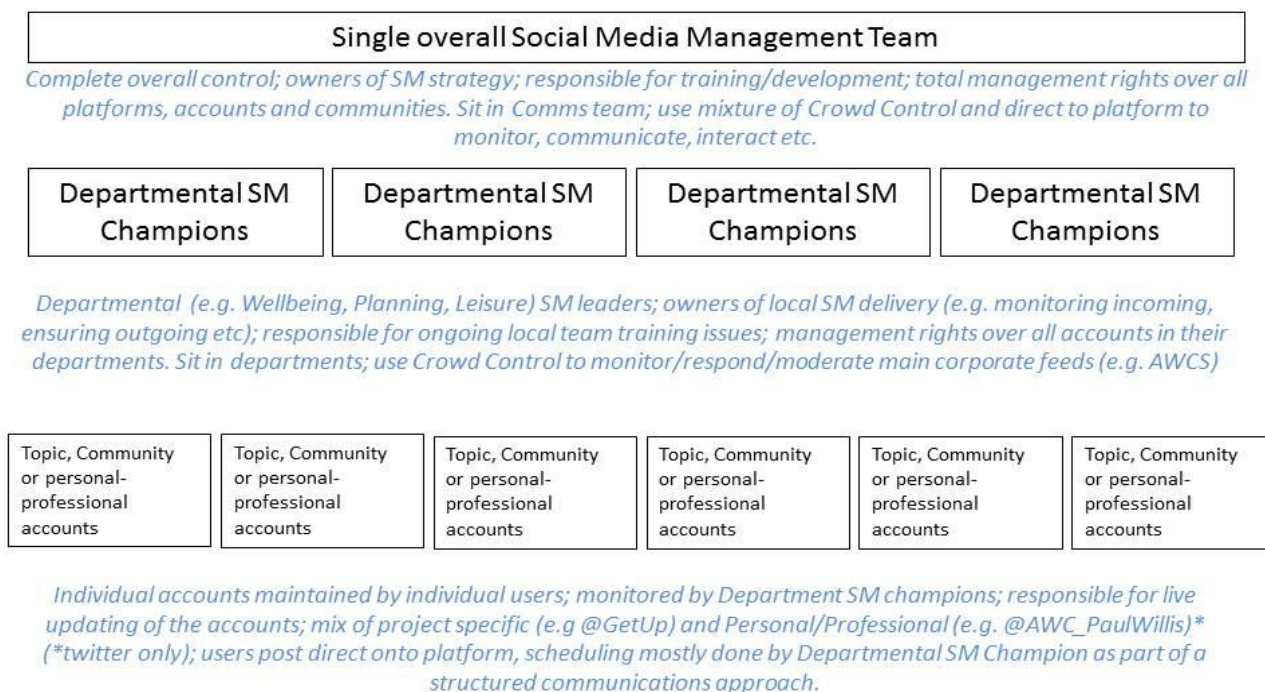 Single overall Social Media Management Team
Complete overall control; owners of SM strategy; responsible for training/development; total management rights over all
platforms, accounts and communities. Sit in Comms team; use mixture of Crowd Control and direct to platform to
monitor, communicate, interact etc.
Departmental SM
Champions
Departmental SM
Champions
Departmental SM
Champions
Departmental SM
Champions
Departmental (e.g. Wellbeing, Planning, Leisure) SM leaders; owners of local SM delivery (e.g. monitoring incoming,
ensuring outgoing etc); responsible for ongoing local team training issues; management rights over all accounts in their
departments. Sit in departments; use Crowd Control to monitor/respond/moderate main corporate feeds (e.g. AWCS)
Topic, Community
or personal-
professional
accounts
Topic, Community
or personal-
professional
accounts
Topic, Community
or personal-
professional
accounts
Topic, Community
or personal-
professional
accounts
Topic, Community
or personal-
professional
accounts
Topic, Community
or personal-
professional
accounts
Individual accounts maintained by individual users; monitored by Department SM champions; responsible for live
updating of the accounts; mix of project specific (e.g @GetUp) and Personal/Professional (e.g. @AWC_PaulWillis)*
(*twitter only); users post direct onto platform, scheduling mostly done by Departmental SM Champion as part of a
structured communications approach.